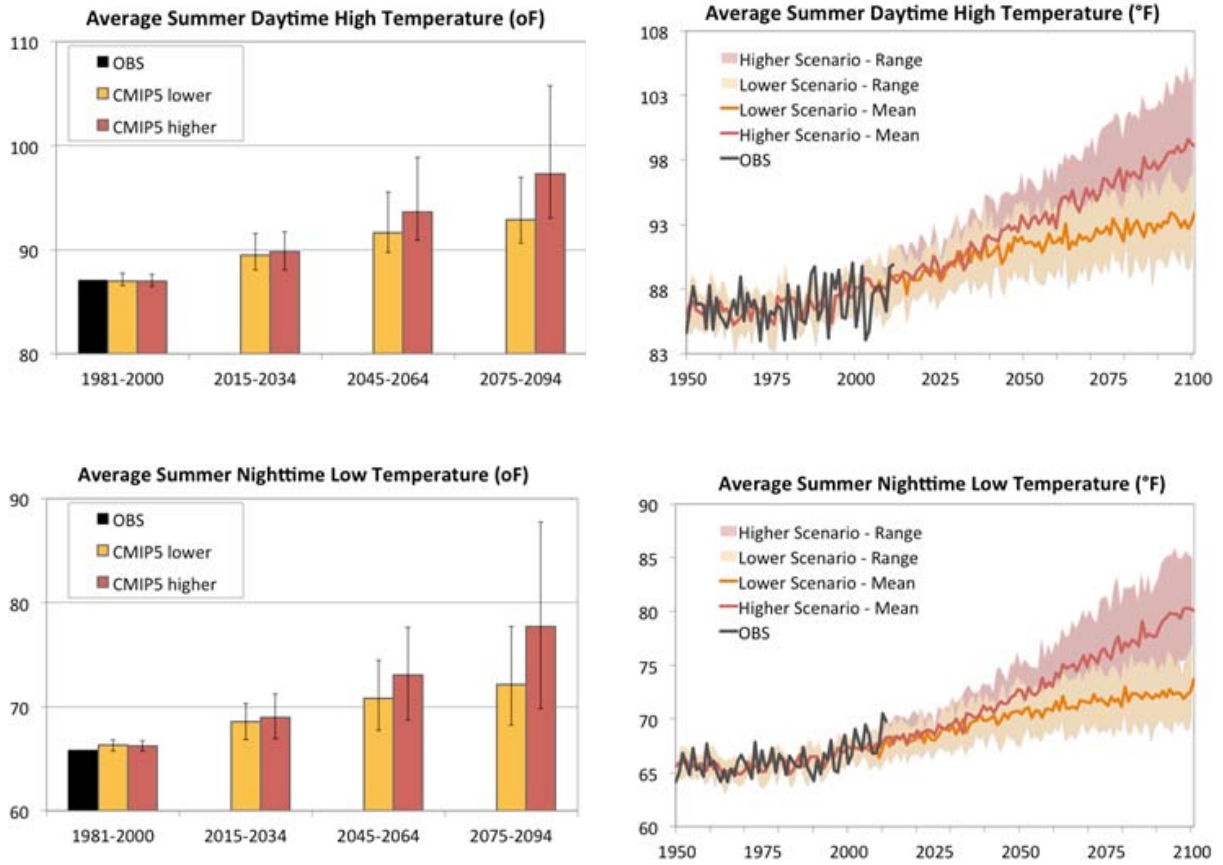 Average Summer Daytime High Temperature (oF)
110
100
90
80
OBS
CMIP5 lower
CMIP5 higher
1981-2000
2015-2034
2045-2064
2075-2094
Average Summer Daytime High Temperature (°F)
108
103
98
93
88
83
Higher Scenario - Range
Lower Scenario - Range
Lower Scenario - Mean
Higher Scenario - Mean
OBS
1950
1975
2000
2025
2050
2075
2100
Average Summer Nighttime Low Temperature (oF)
90
80
70
60
OBS
CMIP5 lower
CMIP5 higher
1981-2000
2015-2034
2045-2064
2075-2094
Average Summer Nighttime Low Temperature (°F)
90
85
80
75
70
65
60
Higher Scenario - Range
Lower Scenario - Range
Lower Scenario - Mean
Higher Scenario - Mean
OBS
1950
1975
2000
2025
2050
2075
2100